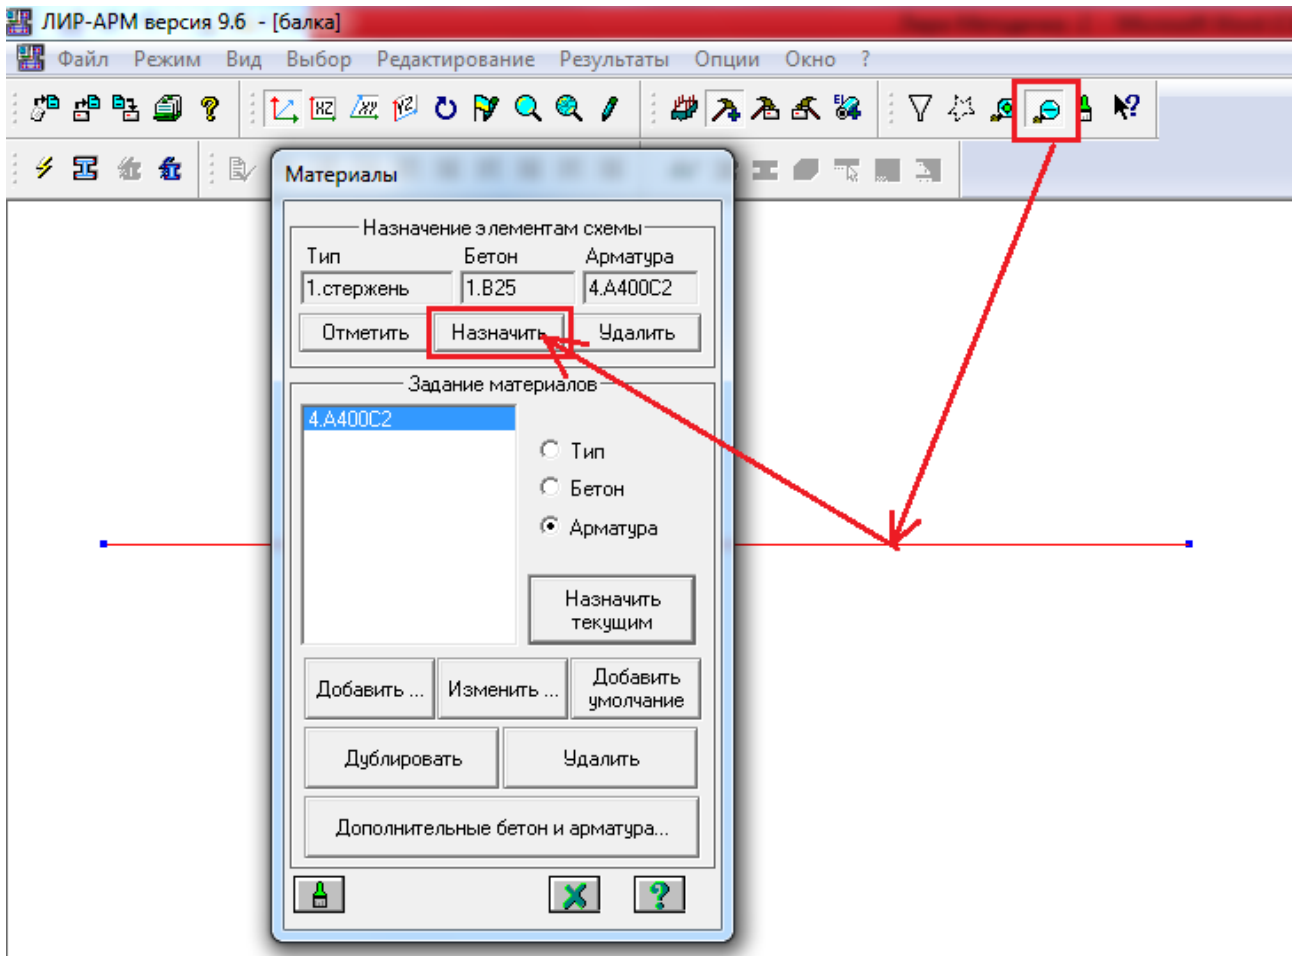 ЛИР-АРМ версия 9.6 - [балка]
Файл Режим Вид Выбор Редактирование Результаты Опции Окно ?
Материалы
Назначение элементам схемы
Тип Бетон Арматура
1.стержень 1.B25 4.A400C2
Отметить Назначить Удалить
Задание материалов
4.A400C2
Тип
Бетон
Арматура
Назначить
текущим
Добавить ... Изменить ... Добавить
умолчание
Дублировать Удалить
Дополнительные бетон и арматура...